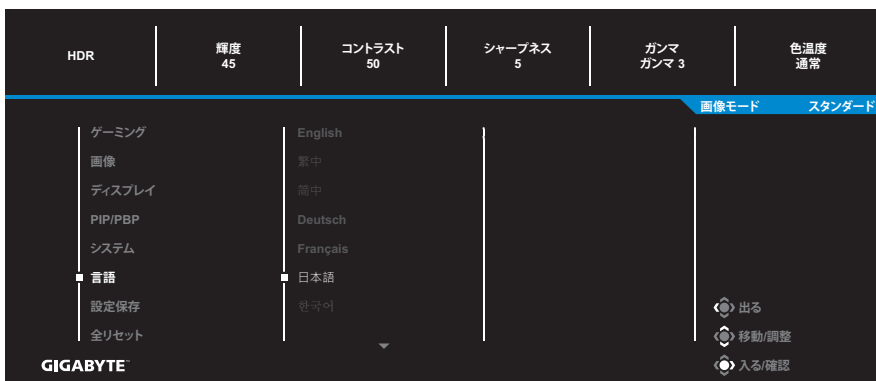 HDR
輝度
45
コントラスト
50
シャープネス
5
ガンマ
ガンマ 3
色温度
通常
画像モード スタンダード
ゲーミング
画像
ディスプレイ
PIP/PBP
システム
言語
設定保存
全リセット
English
繁中
简中
Deutsch
Français
日本語
한국어
出る
移動/調整
入る/確認
GIGABYTE™